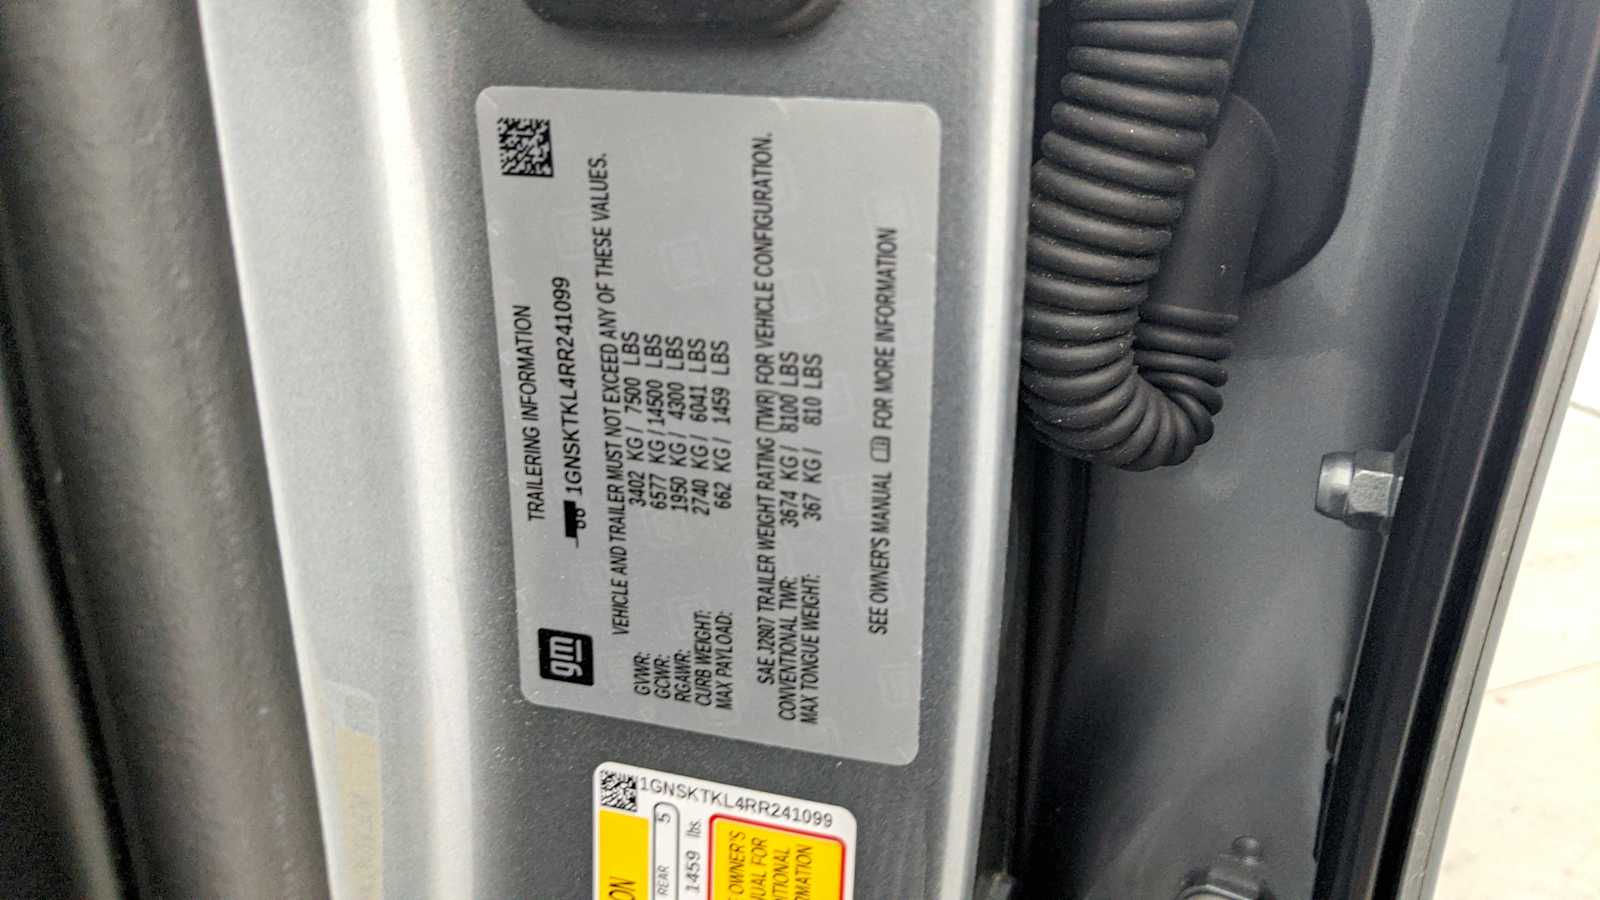 gm
TRAILERING INFORMATION
1GNSKTKL4RR241099
VEHICLE AND TRAILER MUST NOT EXCEED ANY OF THESE VALUES.
GVWR: 3402 KG / 7500 LBS
GCWR: 6577 KG / 14500 LBS
RGAWR: 1950 KG / 4300 LBS
CURB WEIGHT: 2740 KG / 6041 LBS
MAX PAYLOAD: 662 KG / 1459 LBS
SAE J2807 TRAILER WEIGHT RATING (TWR) FOR VEHICLE CONFIGURATION.
CONVENTIONAL TWR: 3674 KG / 8100 LBS
MAX TONGUE WEIGHT: 367 KG / 810 LBS
SEE OWNER'S MANUAL FOR MORE INFORMATION
1GNSKTKL4RR241099
REAR 5
1459 lbs.
OWNER'S
FOR